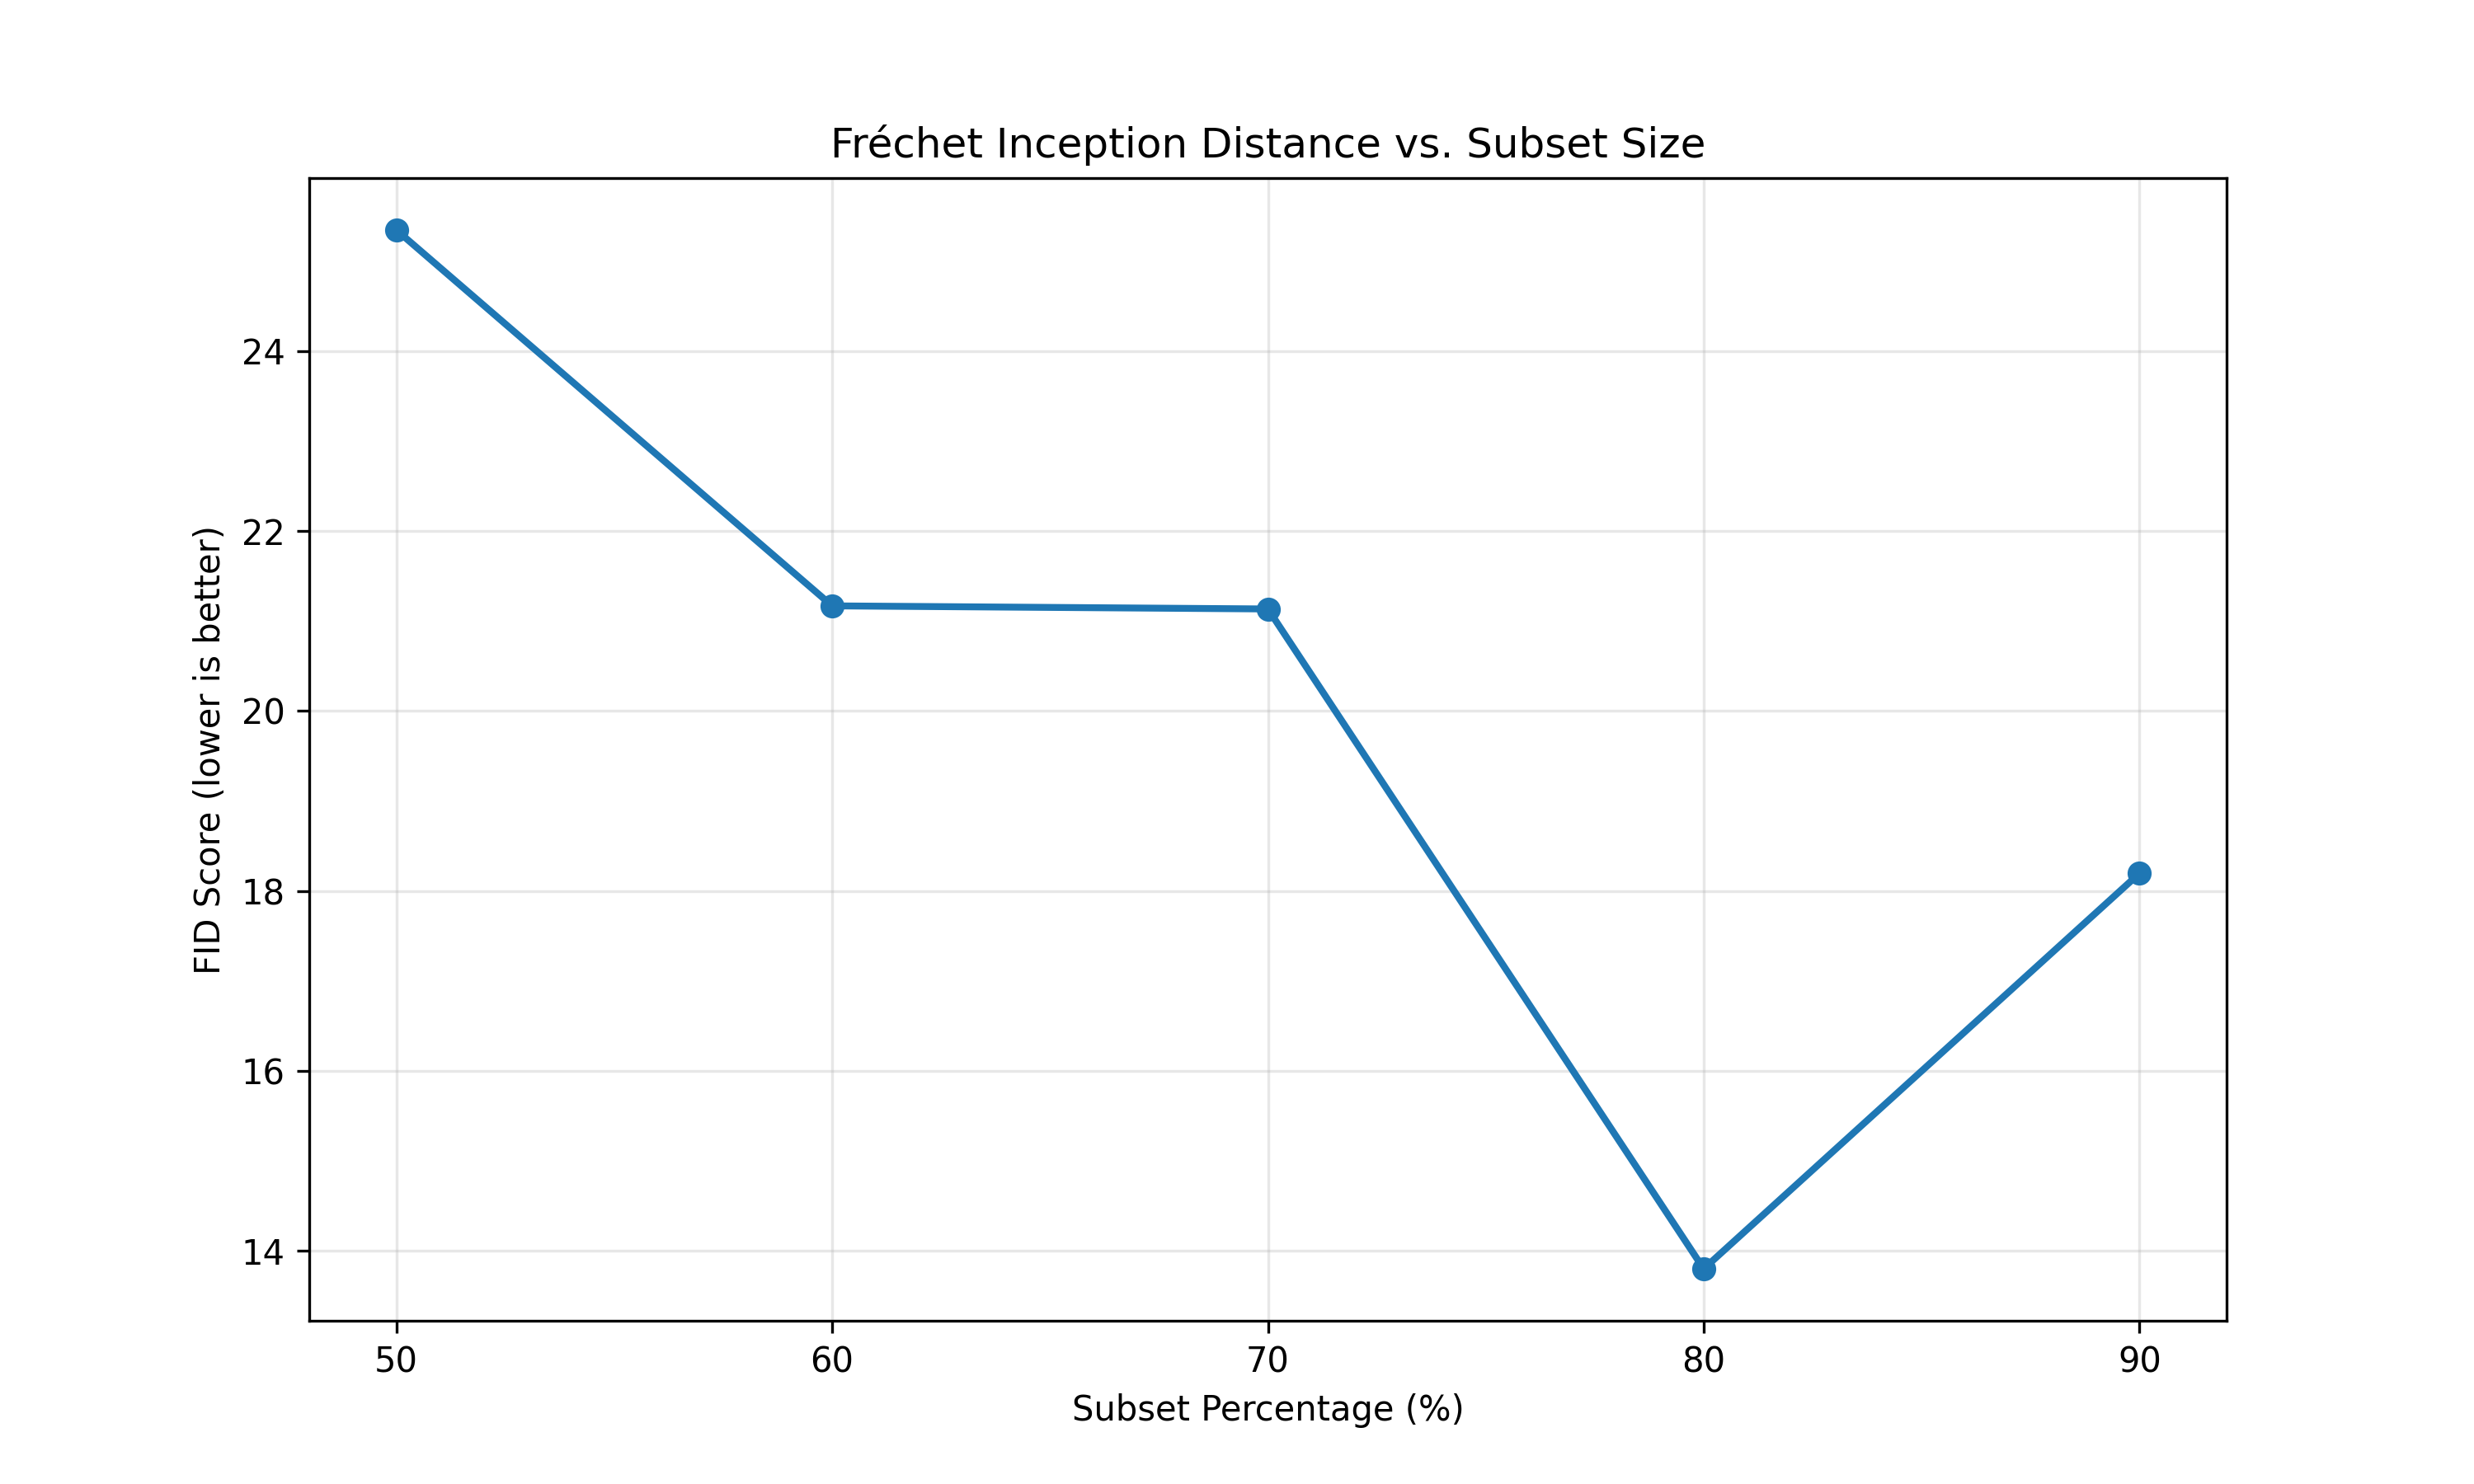 Fréchet Inception Distance vs. Subset Size
FID Score (lower is better)
24
22
20
18
16
14
50 60 70 80 90
Subset Percentage (%)